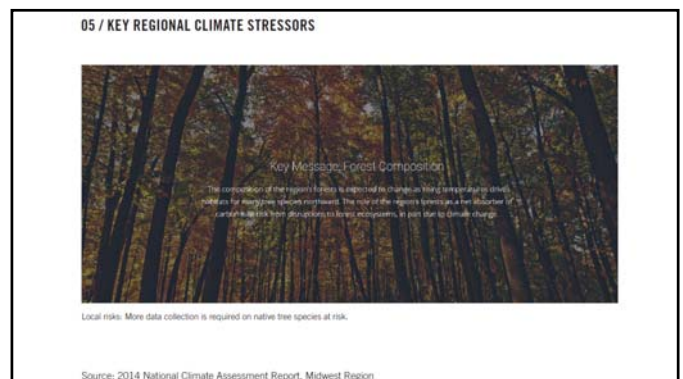 05 / KEY REGIONAL CLIMATE STRESSORS
Key Message: Forest Composition
The composition of the region's forests is expected to change as rising temperatures drive
habitats for many tree species northward. The role of the region's forests as a net absorber of
carbon is at risk from disruptions to forest ecosystems, in part due to climate change.
Local risks: More data collection is required on native tree species at risk.
Source: 2014 National Climate Assessment Report, Midwest Region